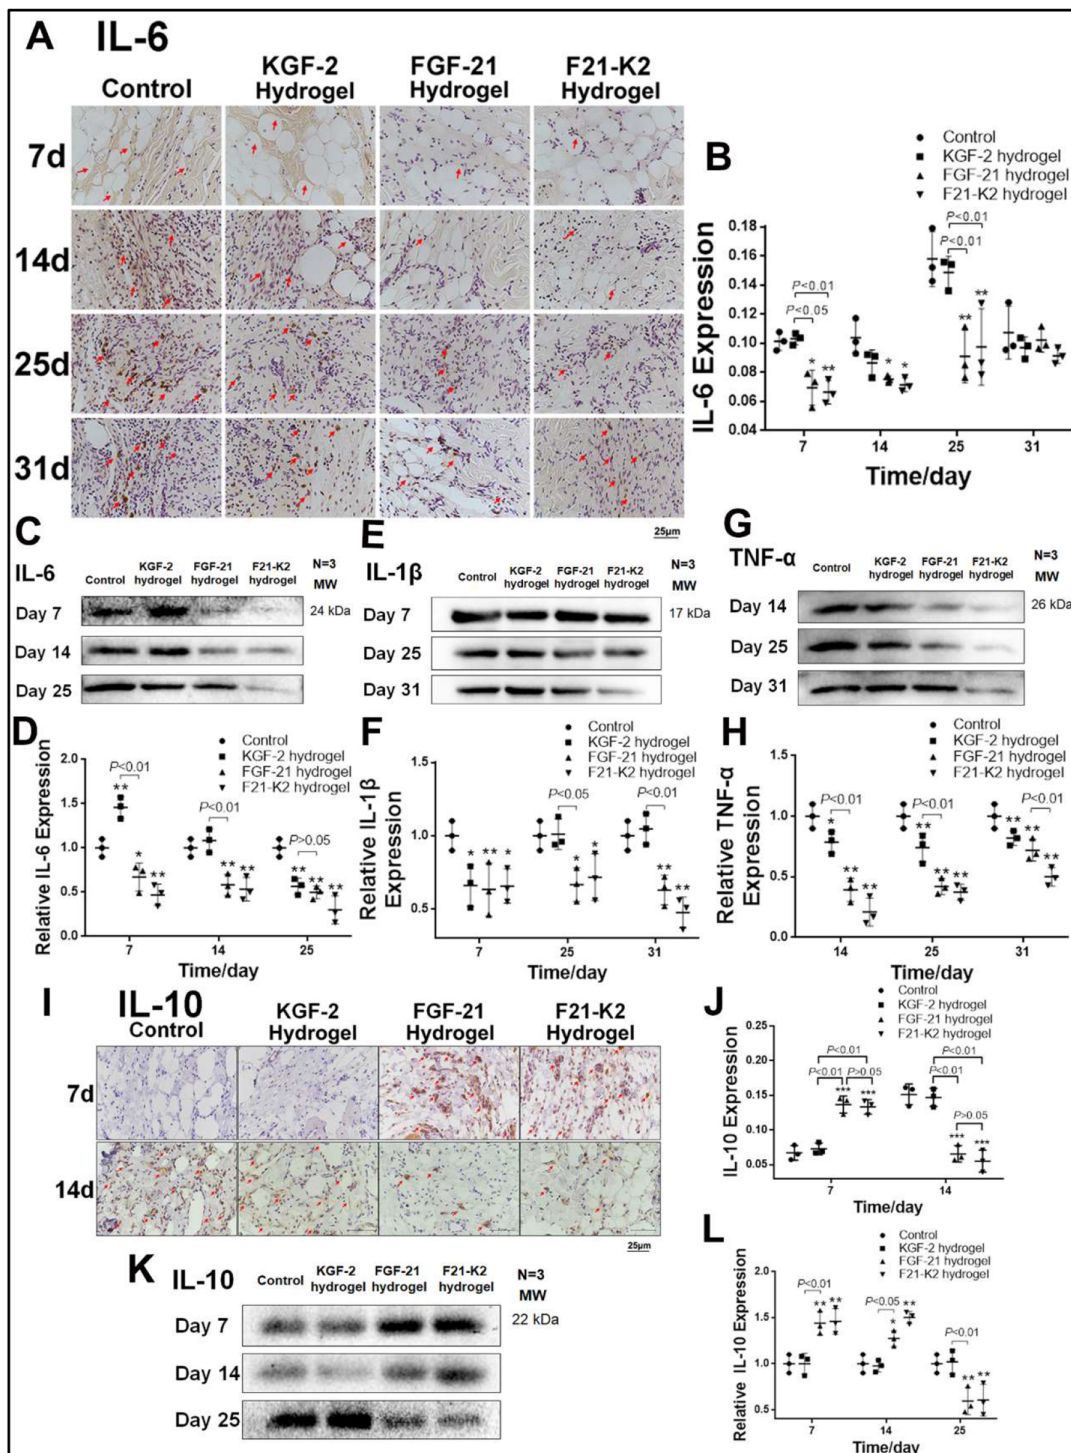 A IL-6
Control
KGF-2 Hydrogel
FGF-21 Hydrogel
F21-K2 Hydrogel
7d
14d
25d
31d
25μm
B
Control
KGF-2 hydrogel
FGF-21 hydrogel
F21-K2 hydrogel
IL-6 Expression
0.18
0.16
0.14
0.12
0.10
0.08
0.06
0.04
P<0.01
P<0.05
* **
* *
P<0.01
P<0.01
** **
7 14 25 31
Time/day
C
IL-6
Control
KGF-2 hydrogel
FGF-21 hydrogel
F21-K2 hydrogel
N=3
MW
Day 7
24 kDa
Day 14
Day 25
E
IL-1β
Control
KGF-2 hydrogel
FGF-21 hydrogel
F21-K2 hydrogel
N=3
MW
Day 7
17 kDa
Day 25
Day 31
G
TNF-α
Control
KGF-2 hydrogel
FGF-21 hydrogel
F21-K2 hydrogel
N=3
MW
Day 14
26 kDa
Day 25
Day 31
D
Control
KGF-2 hydrogel
FGF-21 hydrogel
F21-K2 hydrogel
Relative IL-6 Expression
2.0
1.5
1.0
0.5
0.0
P<0.01
** * **
P<0.01
** **
P>0.05
** ** **
7 14 25
Time/day
F
Control
KGF-2 hydrogel
FGF-21 hydrogel
F21-K2 hydrogel
Relative IL-1β
Expression
1.5
1.0
0.5
* ** *
P<0.05
* *
P<0.01
** **
7 25 31
Time/day
H
Control
KGF-2 hydrogel
FGF-21 hydrogel
F21-K2 hydrogel
Relative TNF-α
Expression
1.5
1.0
0.5
0.0
P<0.01
* ** **
P<0.01
** ** **
P<0.01
** ** **
14 25 31
Time/day
I IL-10
Control
KGF-2 Hydrogel
FGF-21 Hydrogel
F21-K2 Hydrogel
7d
14d
25μm
J
Control
KGF-2 hydrogel
FGF-21 hydrogel
F21-K2 hydrogel
IL-10 Expression
0.25
0.20
0.15
0.10
0.05
P<0.01
P<0.01 P>0.05
*** ***
P<0.01
P<0.01
P>0.05
*** ***
7 14
Time/day
K IL-10
Control
KGF-2 hydrogel
FGF-21 hydrogel
F21-K2 hydrogel
N=3
MW
Day 7
22 kDa
Day 14
Day 25
L
Control
KGF-2 hydrogel
FGF-21 hydrogel
F21-K2 hydrogel
Relative IL-10 Expression
2.0
1.5
1.0
0.5
P<0.01
** **
P<0.05
* **
P<0.01
** **
7 14 25
Time/day